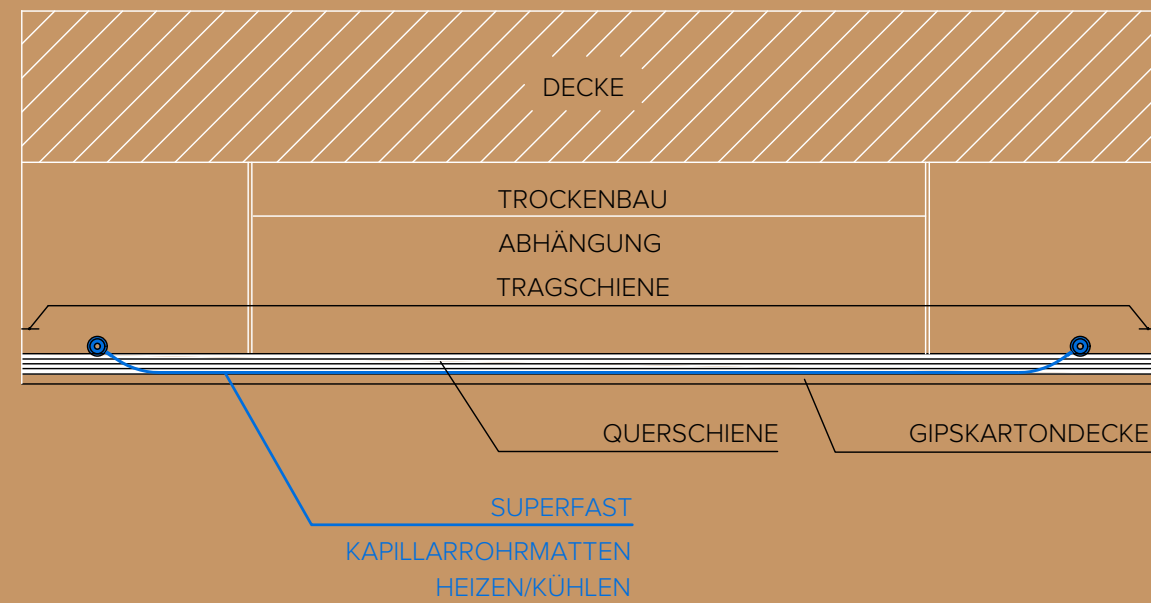 DECKE
TROCKENBAU
ABHÄNGUNG
TRAGSCHIENE
QUERSCHIENE
GIPSKARTONDECKE
SUPERFAST
KAPILLARROHRMATTEN
HEIZEN/KÜHLEN